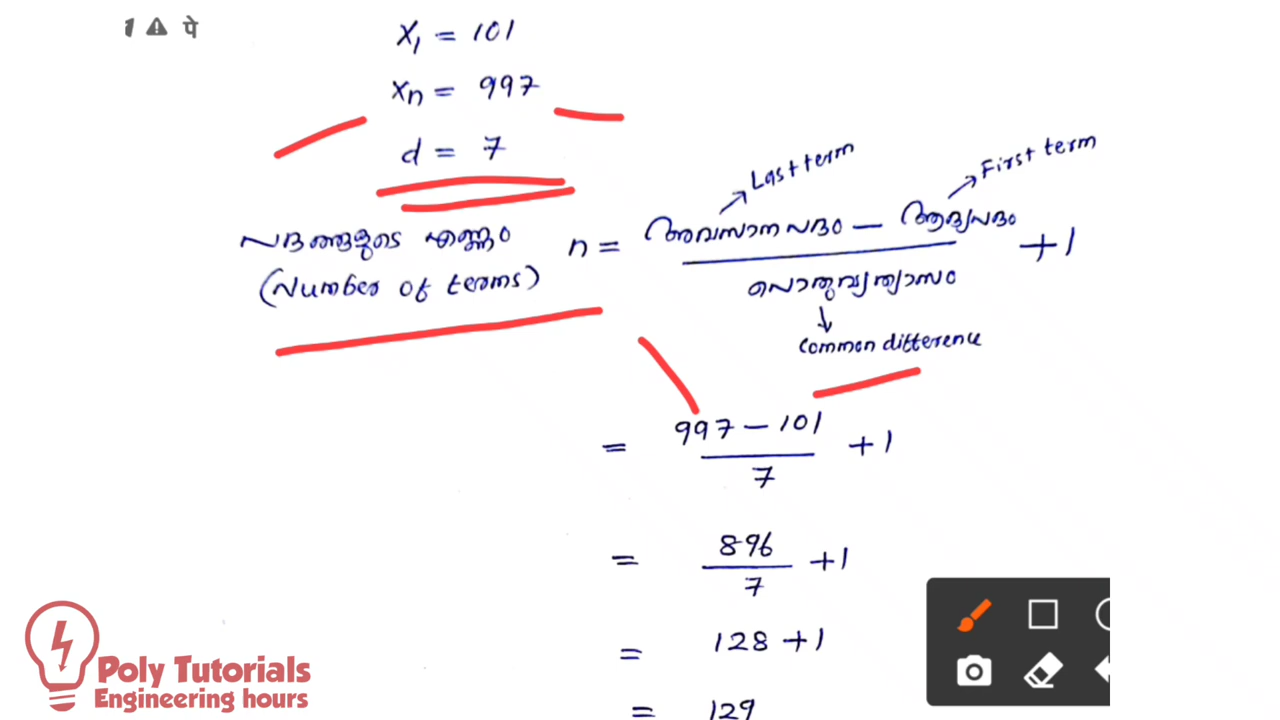 1 ⚠ पे
x₁ = 101
xₙ = 997
d = 7
Last term
First term
പദങ്ങളുടെ എണ്ണം n = അവസാനപദം — ആദ്യപദം + 1
(Number of terms)
പൊതുവ്യത്യാസം
Common difference
= 997 — 101 + 1
7
= 896 + 1
7
= 128 + 1
= 129
Poly Tutorials
Engineering hours